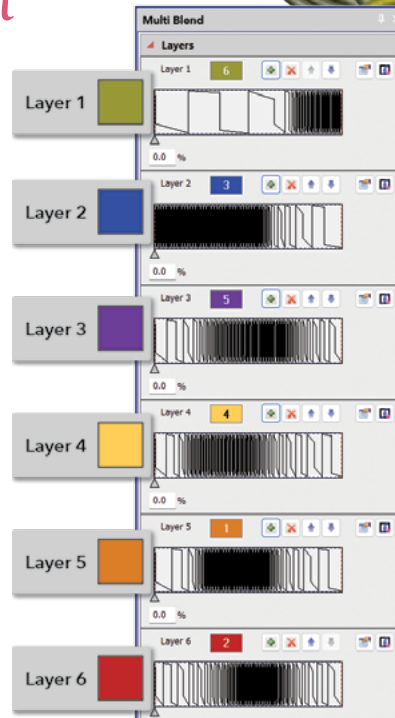 Multi Blend
Layers
Layer 1
Layer 1 6
0.0 %
Layer 2
Layer 2 3
0.0 %
Layer 3
Layer 3 5
0.0 %
Layer 4
Layer 4 4
0.0 %
Layer 5
Layer 5 1
0.0 %
Layer 6
Layer 6 2